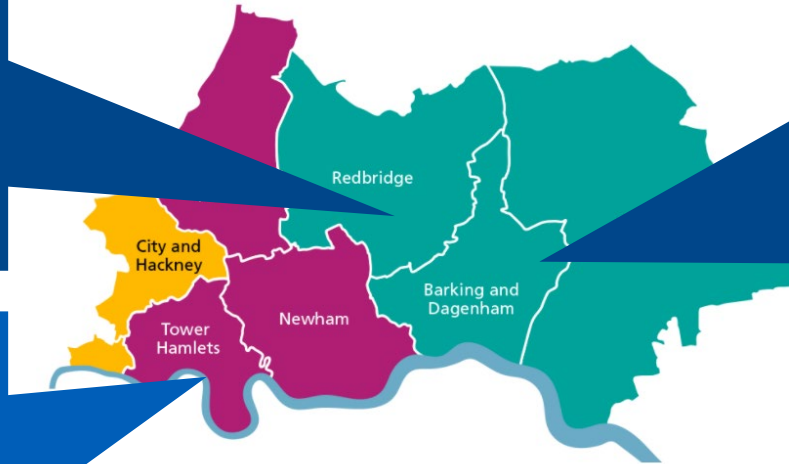 Redbridge
City and
Hackney
Barking and
Dagenham
Newham
Tower
Hamlets